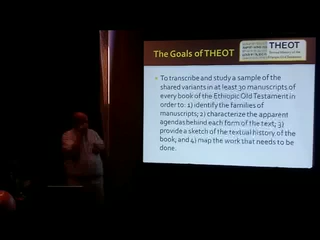 The Goals of THEOT
THEOT
To transcribe and study a sample of the
shared variants in at least 30 manuscripts of
every book of the Ethiopic Old Testament in
order to: 1) identify the families of
manuscripts; 2) characterize the apparent
agendas behind each form of the text; 3)
provide a sketch of the textual history of the
book; and 4) map the work that needs to be
done.